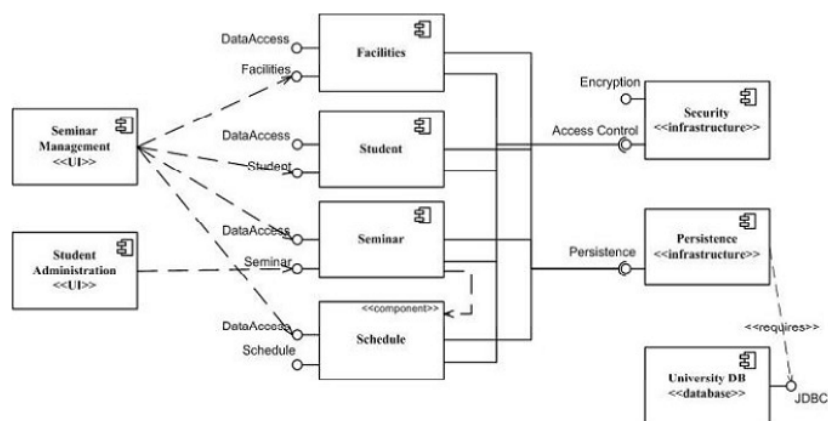 DataAccess
Facilities
Facilities
Encryption
Security
<<infrastructure>>
Access Control
Seminar
Management
<<UI>>
DataAccess
Student
Student
Student
Administration
<<UI>>
DataAccess
Seminar
Seminar
Persistence
Persistence
<<infrastructure>>
<<component>>
DataAccess
Schedule
Schedule
<<requires>>
University DB
<<database>>
JDBC